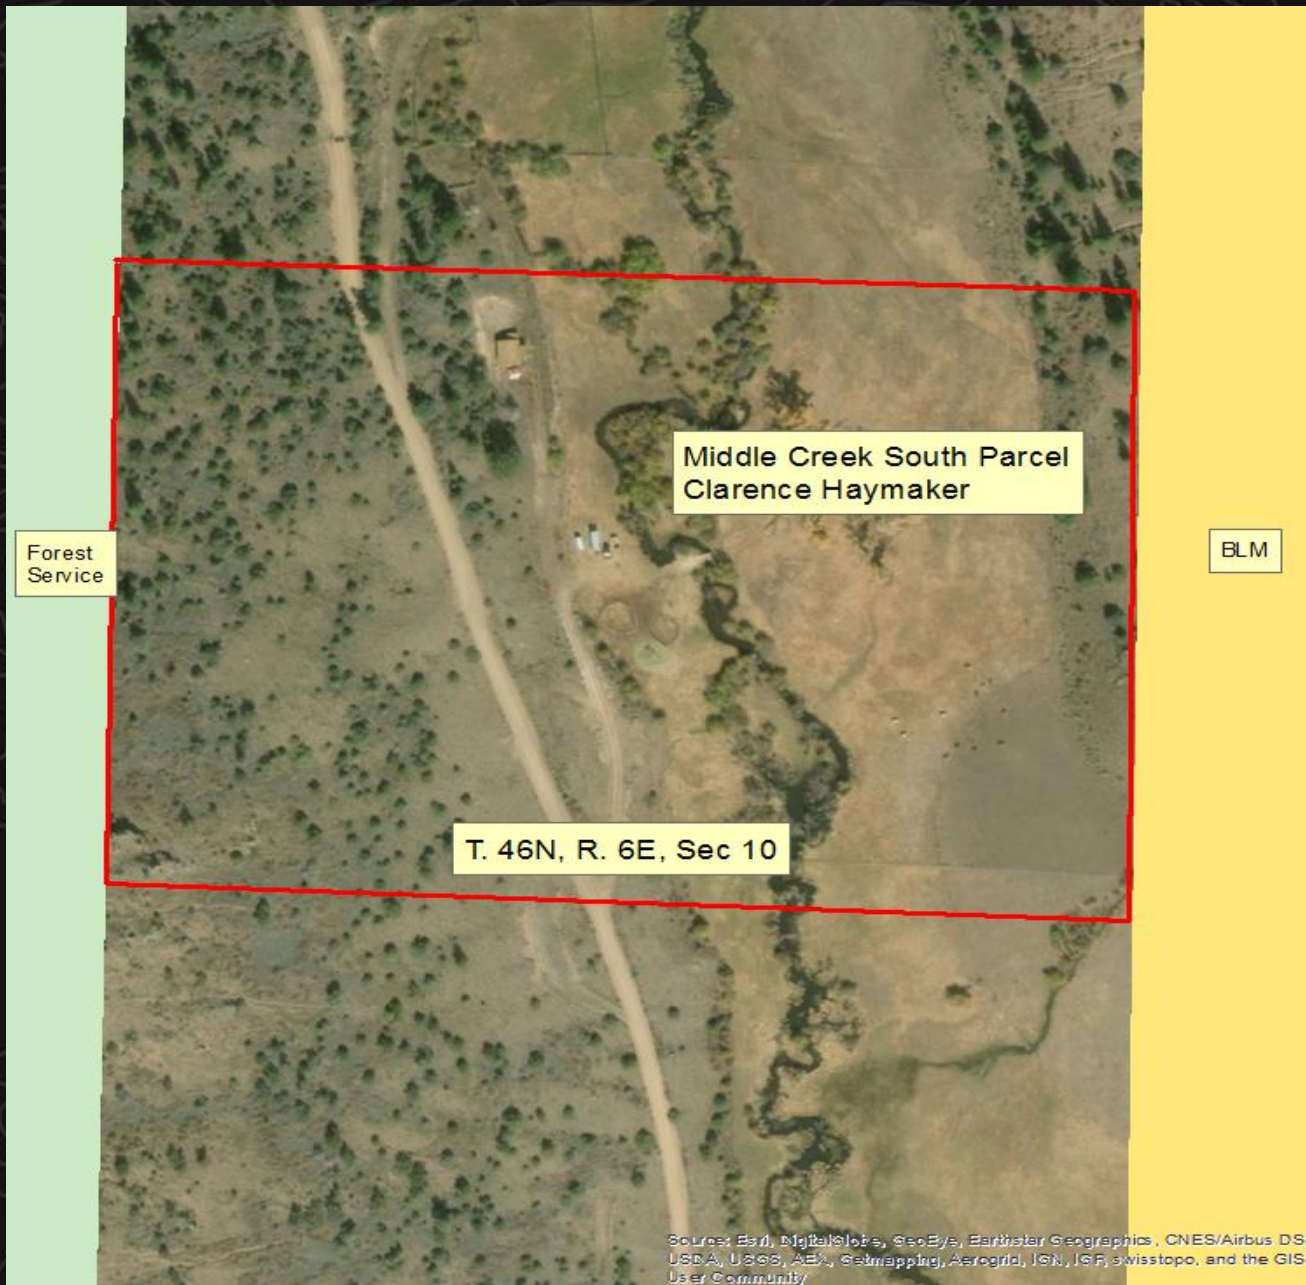 Middle Creek South Parcel
Clarence Haymaker
Forest
Service
BLM
T. 46N, R. 6E, Sec 10
Source: Esri, DigitalGlobe, GeoEye, Earthstar Geographics, CNES/Airbus DS
USDA, USGS, AEX, Getmapping, Aerogrid, IGN, IGP, swisstopo, and the GIS
User Community